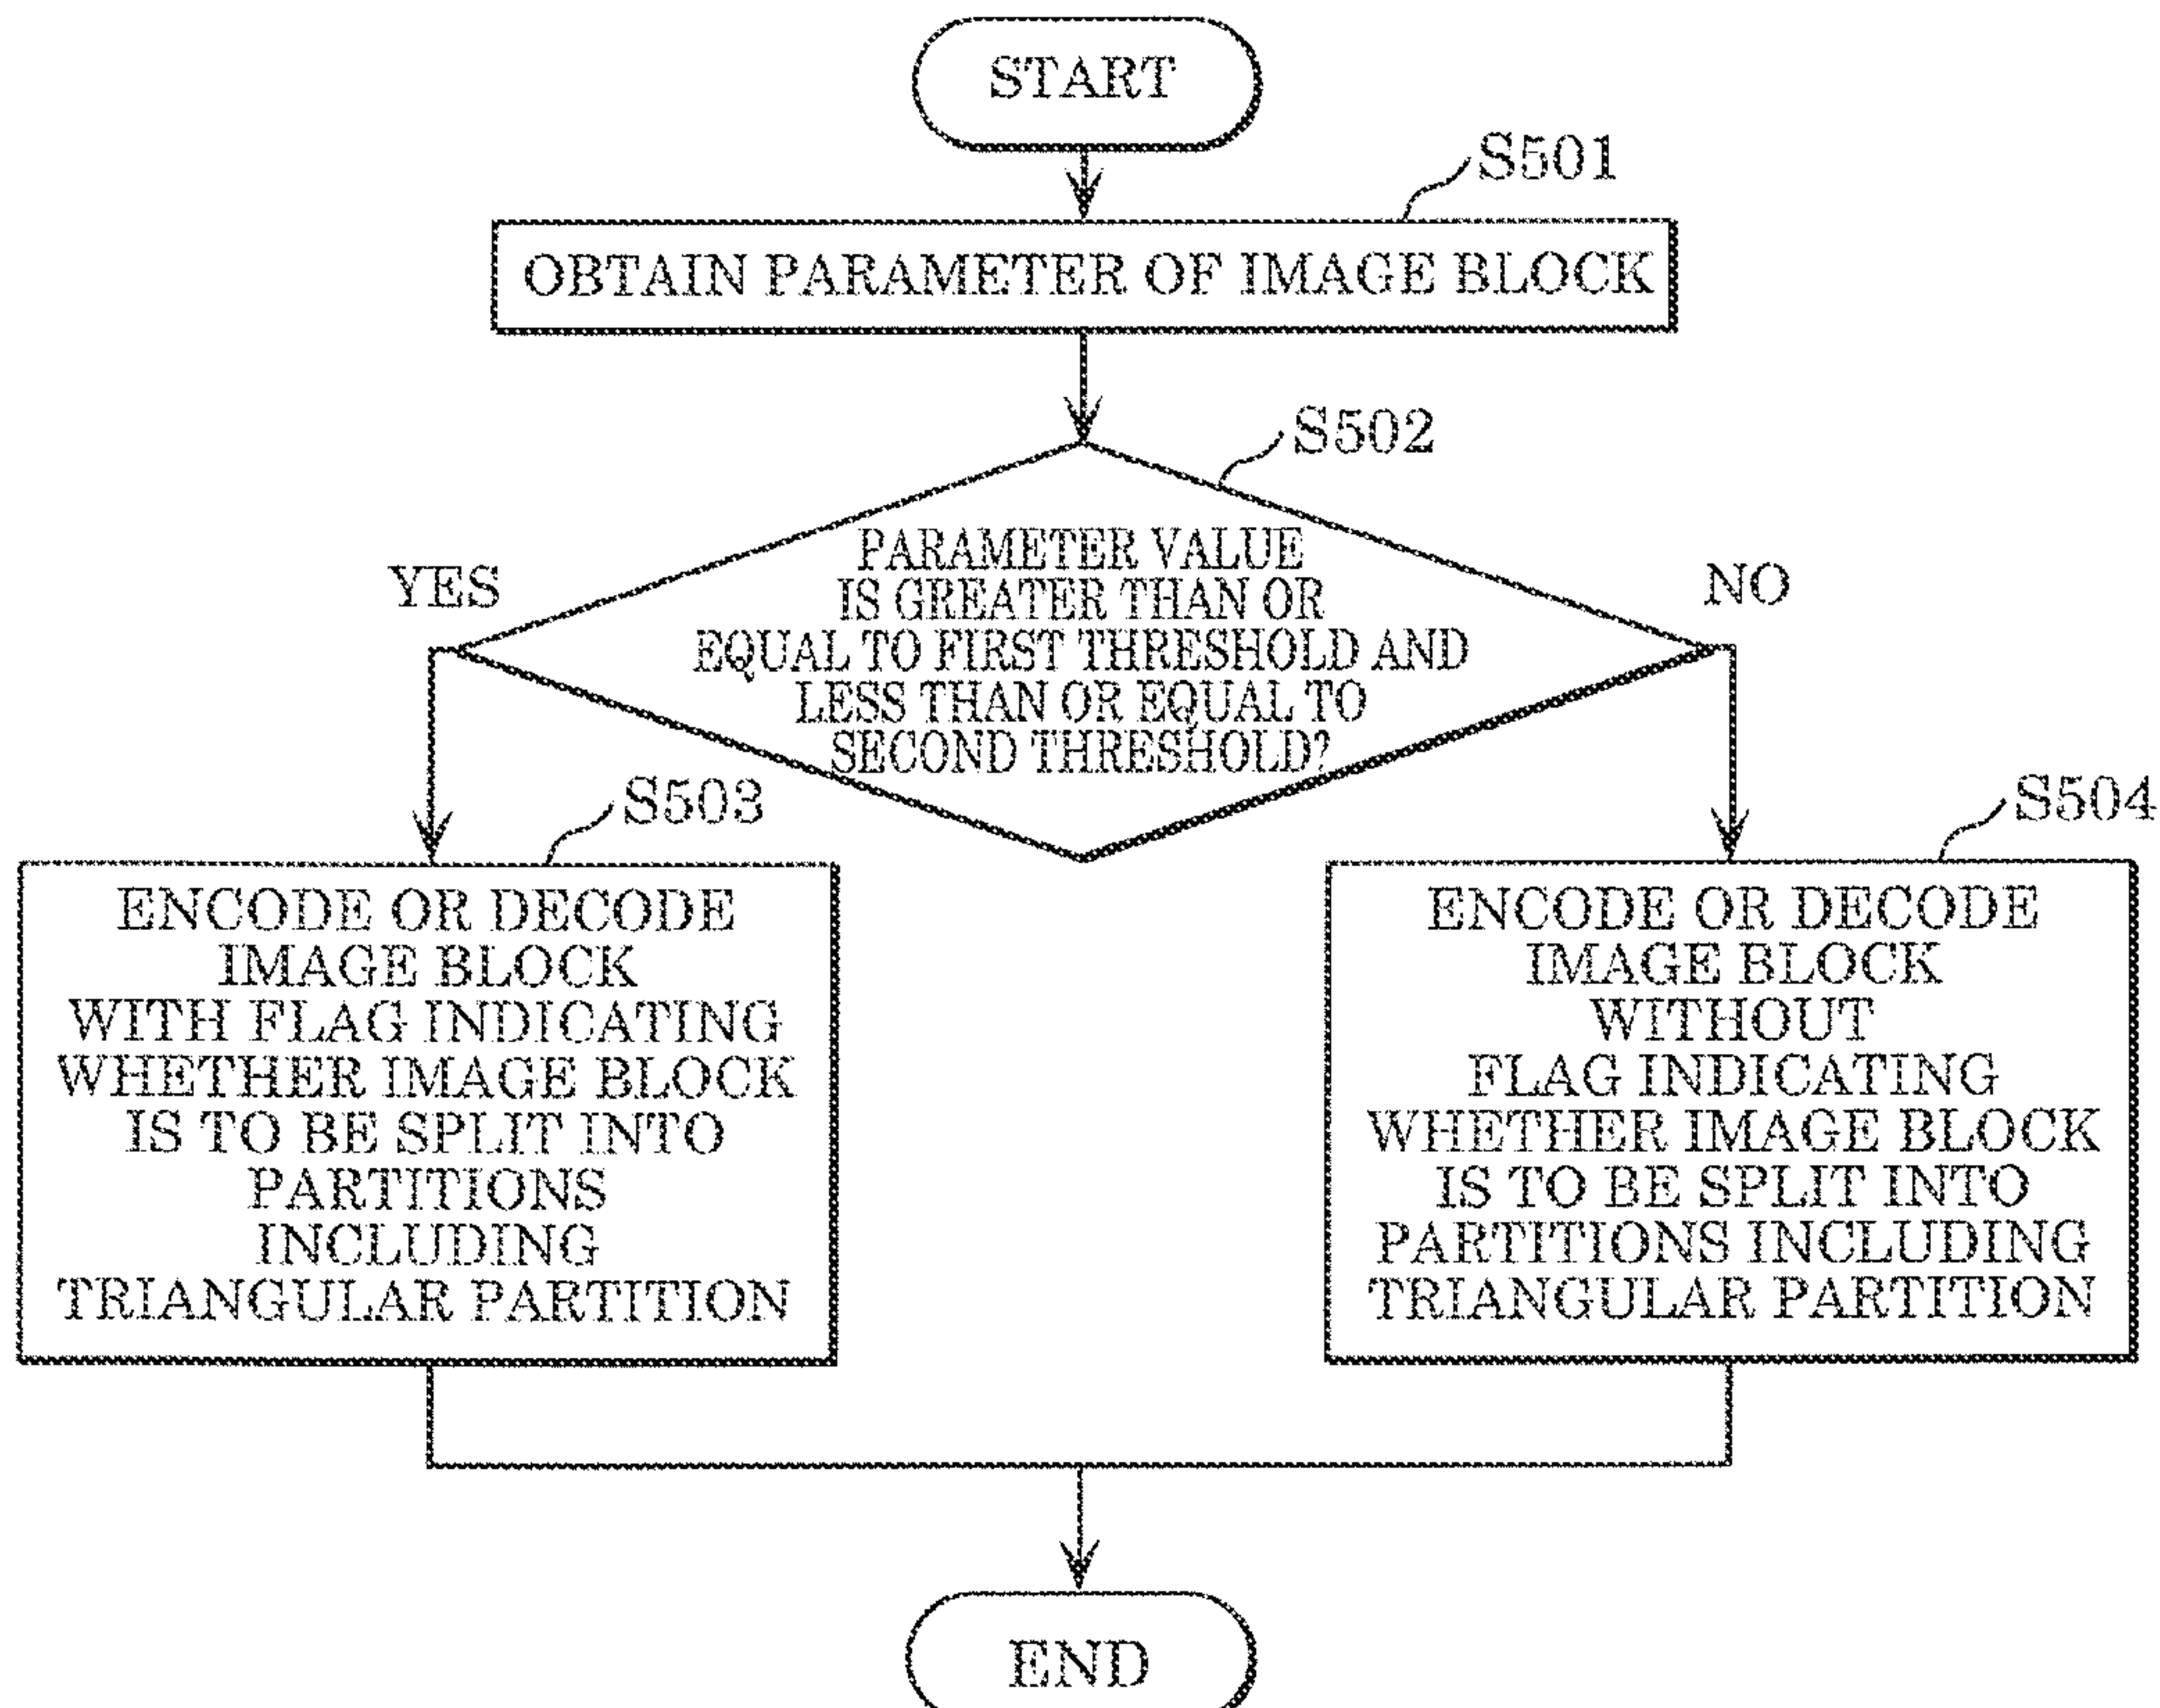 START
S501
OBTAIN PARAMETER OF IMAGE BLOCK
S502
PARAMETER VALUE
IS GREATER THAN OR
EQUAL TO FIRST THRESHOLD AND
LESS THAN OR EQUAL TO
SECOND THRESHOLD?
YES
NO
S503
ENCODE OR DECODE
IMAGE BLOCK
WITH FLAG INDICATING
WHETHER IMAGE BLOCK
IS TO BE SPLIT INTO
PARTITIONS
INCLUDING
TRIANGULAR PARTITION
S504
ENCODE OR DECODE
IMAGE BLOCK
WITHOUT
FLAG INDICATING
WHETHER IMAGE BLOCK
IS TO BE SPLIT INTO
PARTITIONS INCLUDING
TRIANGULAR PARTITION
END